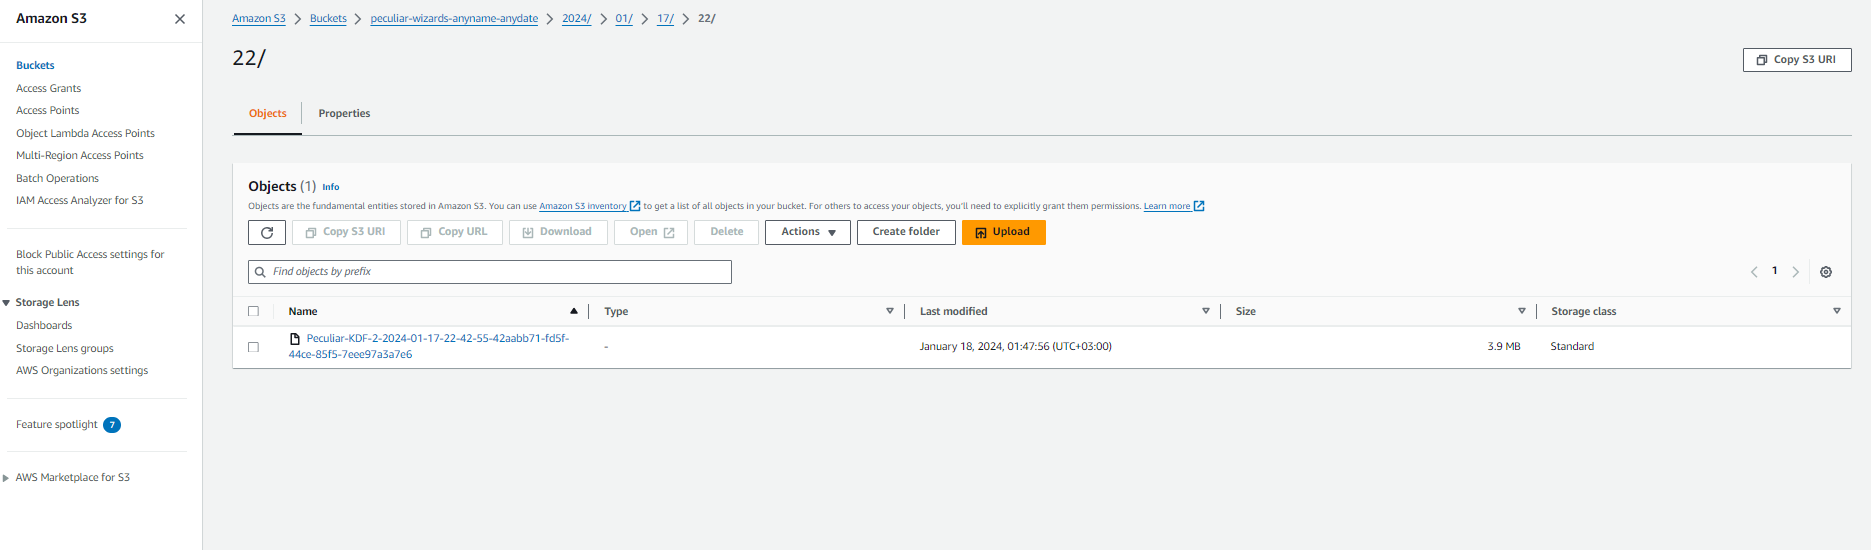 Amazon S3
Buckets
Access Grants
Access Points
Object Lambda Access Points
Multi-Region Access Points
Batch Operations
IAM Access Analyzer for S3
Block Public Access settings for
this account
Storage Lens
Dashboards
Storage Lens groups
AWS Organizations settings
Feature spotlight 7
AWS Marketplace for S3
Amazon S3 > Buckets > peculiar-wizards-anyname-anydate > 2024/ > 01/ > 17/ > 22/
22/
Copy S3 URI
Objects Properties
Objects (1) Info
Objects are the fundamental entities stored in Amazon S3. You can use Amazon S3 inventory to get a list of all objects in your bucket. For others to access your objects, you'll need to explicitly grant them permissions. Learn more
Copy S3 URI Copy URL Download Open Delete Actions Create folder Upload
Find objects by prefix
1
Name Type Last modified Size Storage class
Peculiar-KDF-2-2024-01-17-22-42-55-42aabb71-fd5f-
44ce-85f5-7eee97a3a7e6
- January 18, 2024, 01:47:56 (UTC+03:00) 3.9 MB Standard